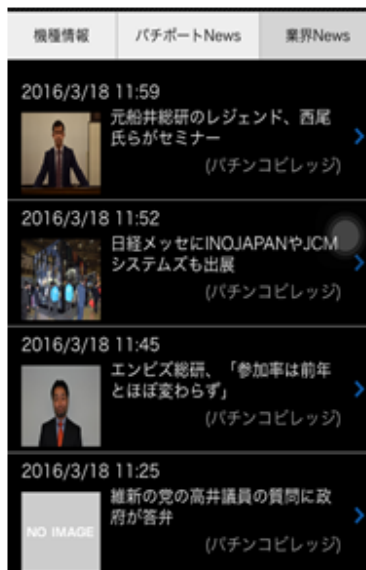 機種情報
パチポートNews
業界News
2016/3/18 11:59
元船井総研のレジェンド、西尾
氏らがセミナー
(パチンコビレッジ)
2016/3/18 11:52
日経メッセにINOJAPANやJCM
システムズも出展
(パチンコビレッジ)
2016/3/18 11:45
エンビズ総研、「参加率は前年
とほぼ変わらず」
(パチンコビレッジ)
2016/3/18 11:25
NO IMAGE
維新の党の高井議員の質問に政
府が答弁
(パチンコビレッジ)